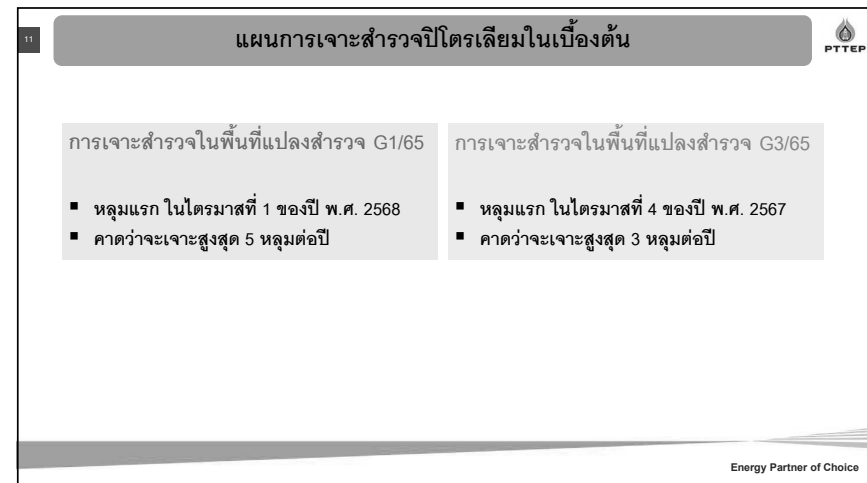 11
แผนการเจาะสำรวจปิโตรเลียมในเบื้องต้น
PTTEP
การเจาะสำรวจในพื้นที่แปลงสำรวจ G1/65
▪ หลุมแรก ในไตรมาสที่ 1 ของปี พ.ศ. 2568
▪ คาดว่าจะเจาะสูงสุด 5 หลุมต่อปี
การเจาะสำรวจในพื้นที่แปลงสำรวจ G3/65
▪ หลุมแรก ในไตรมาสที่ 4 ของปี พ.ศ. 2567
▪ คาดว่าจะเจาะสูงสุด 3 หลุมต่อปี
Energy Partner of Choice